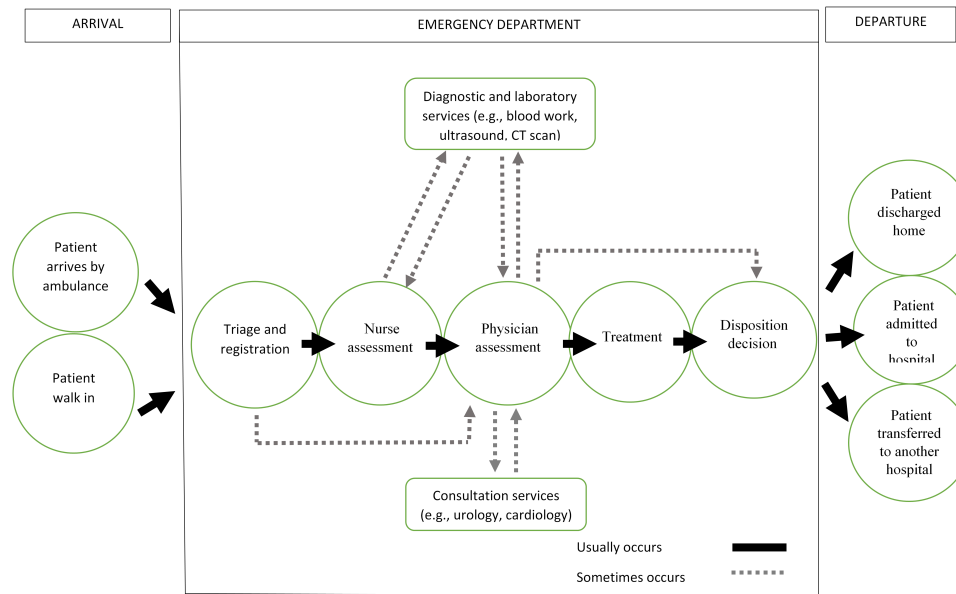 ARRIVAL
EMERGENCY DEPARTMENT
DEPARTURE
Diagnostic and laboratory
services (e.g., blood work,
ultrasound, CT scan)
Patient
arrives by
ambulance
Patient
walk in
Triage and
registration
Nurse
assessment
Physician
assessment
Treatment
Disposition
decision
Patient
discharged
home
Patient
admitted
to
hospital
Patient
transferred
to another
hospital
Consultation services
(e.g., urology, cardiology)
Usually occurs
Sometimes occurs